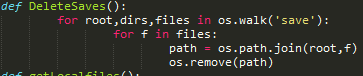 def DeleteSaves():
for root,dirs,files in os.walk('save'):
for f in files:
path = os.path.join(root,f)
os.remove(path)
def getLocalfiles():